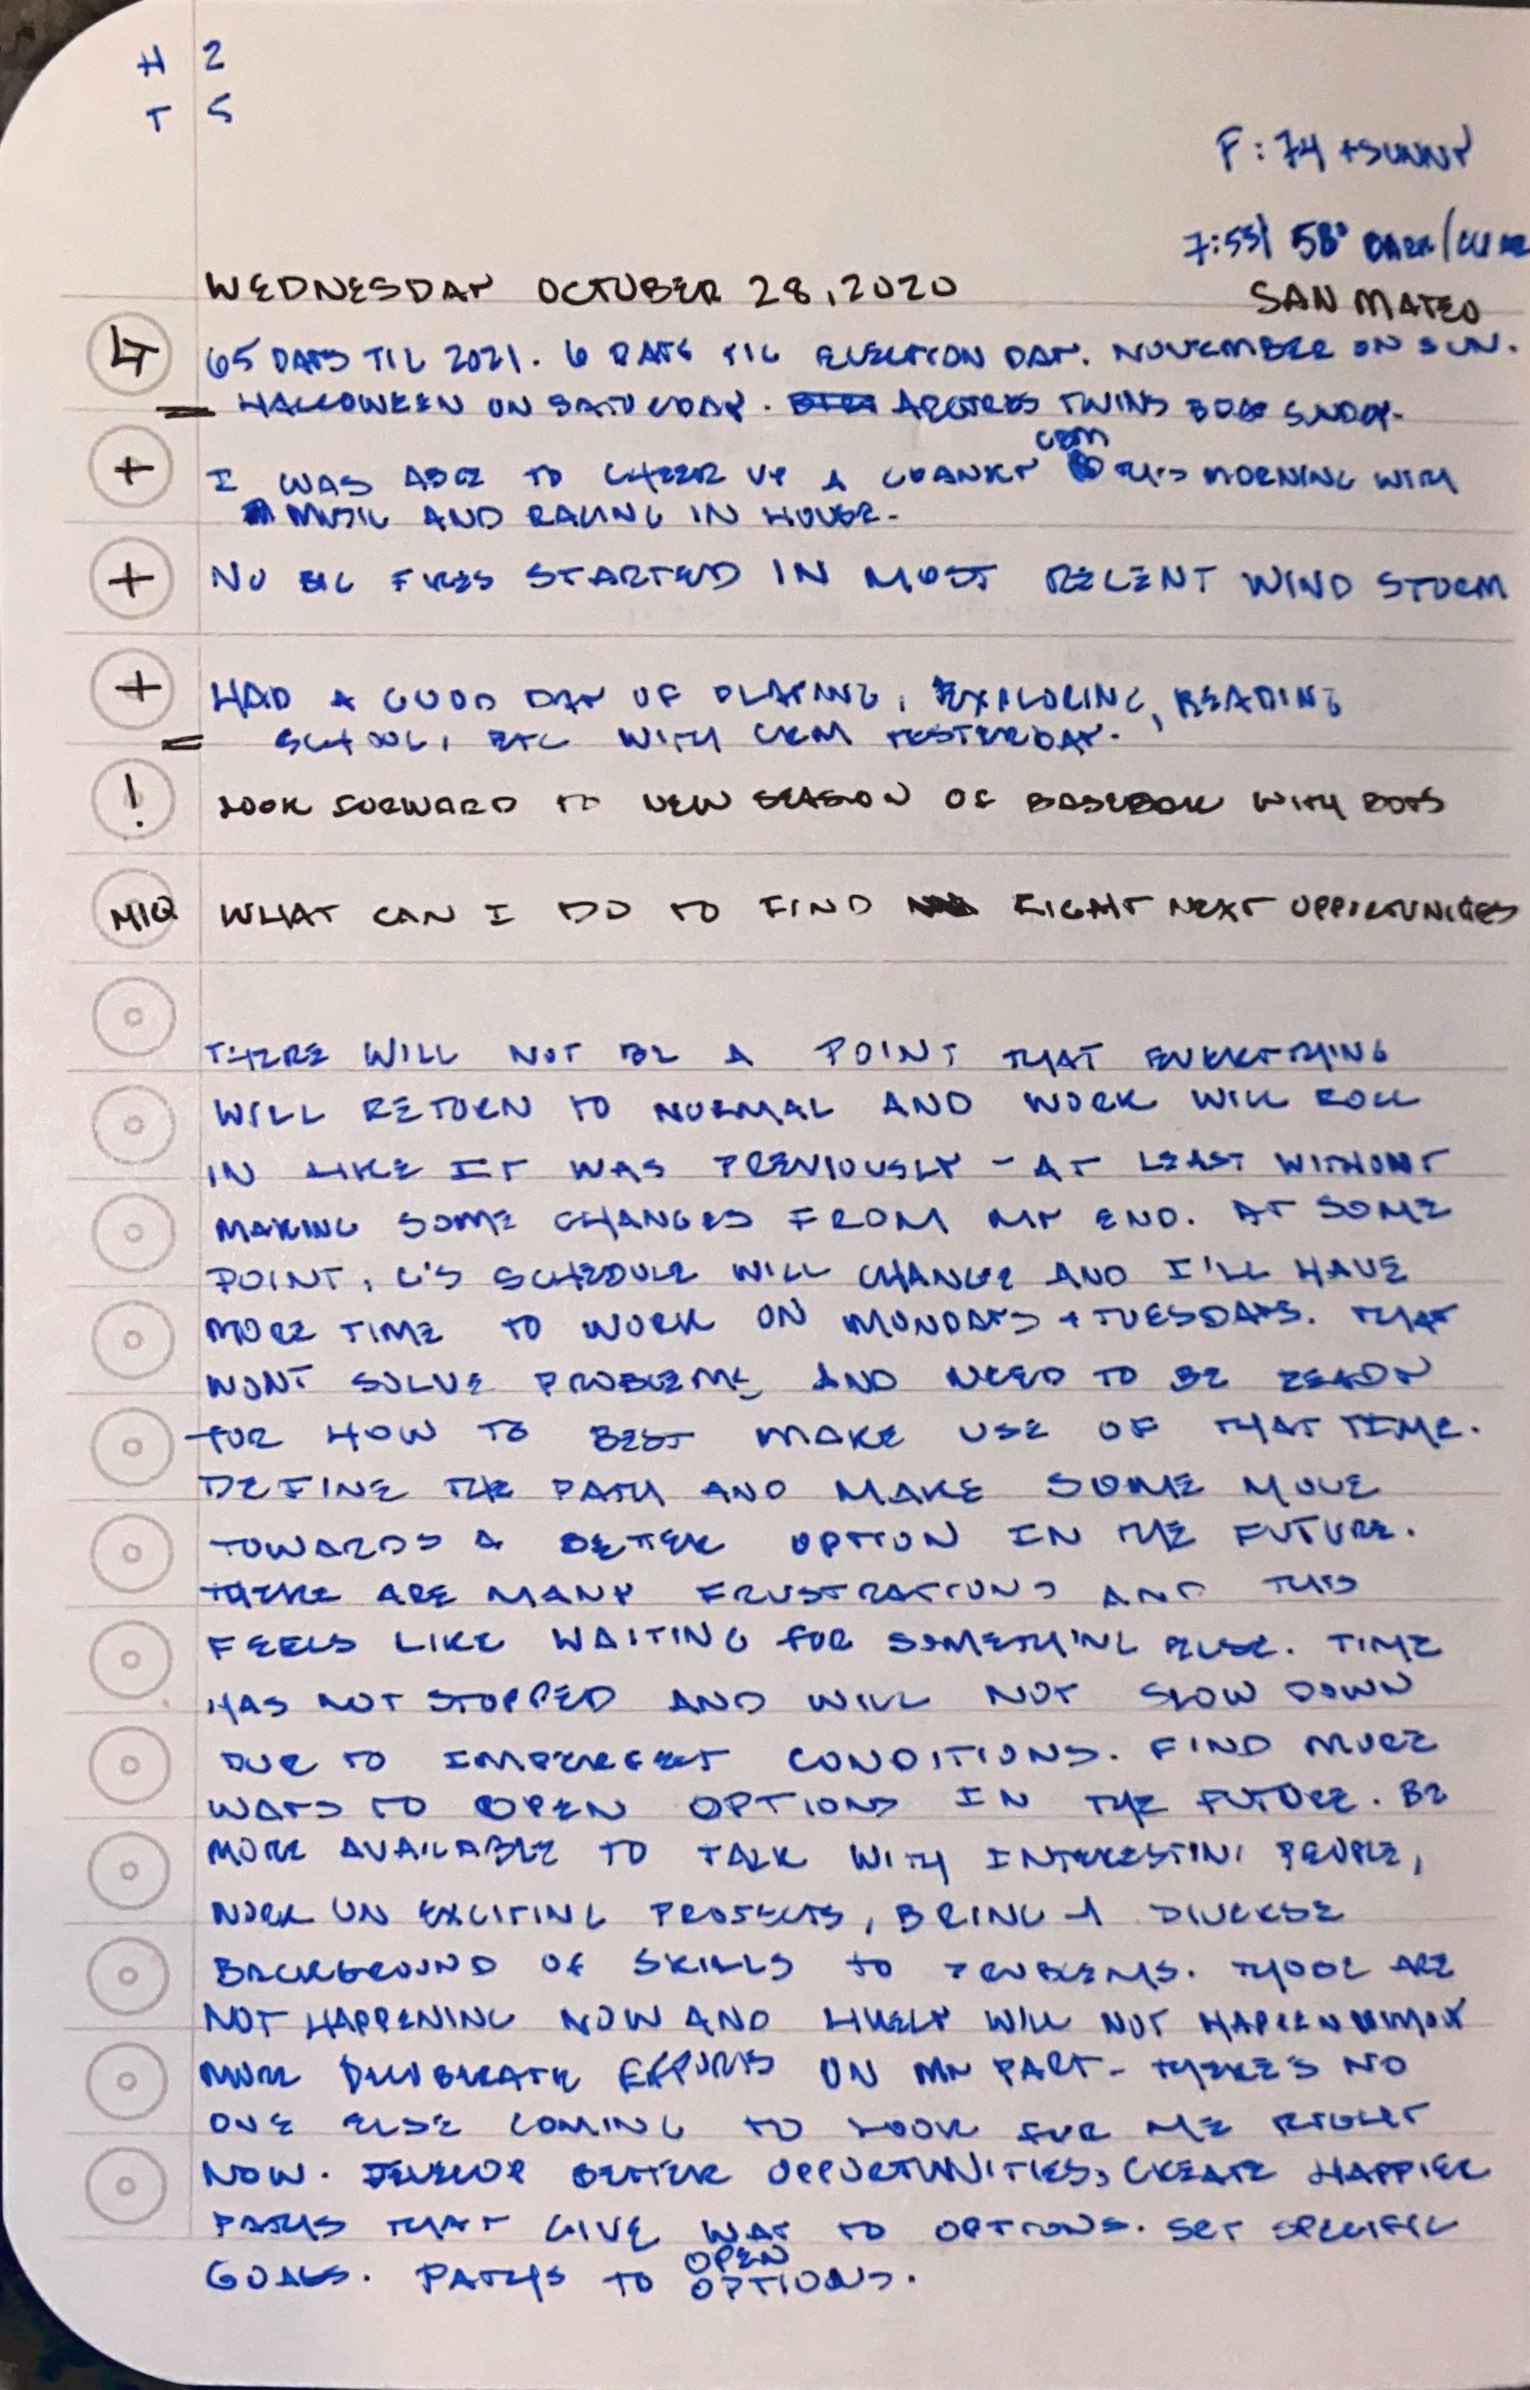 H 2
T 5
F: 74 + SUNNY
7:53 | 58° DARK/CLEAR
WEDNESDAY OCTOBER 28, 2020
SAN MATEO
LT 65 DAYS TIL 2021. 6 DAYS TIL ELECTION DAY. NOVEMBER ON SUN.
HALLOWEEN ON SATURDAY. TWINS BDAY SUNDAY.
CRM
+ I WAS ABLE TO CHEER UP A CRANKY THIS MORNING WITH
MUSIC AND RACING IN HOUSE.
+ NO BIG FIRES STARTED IN MOST RECENT WIND STORM
+ HAD A GOOD DAY OF PLAYING, EXPLORING, READING
SCHOOL, ETC WITH CRM YESTERDAY.
! LOOK FORWARD TO NEW SEASON OF BASEBALL WITH BOYS
MIQ WHAT CAN I DO TO FIND RIGHT NEXT OPPORTUNITIES
THERE WILL NOT BE A POINT THAT EVERYTHING
WILL RETURN TO NORMAL AND WORK WILL ROLL
IN LIKE IT WAS PREVIOUSLY - AT LEAST WITHOUT
MAKING SOME CHANGES FROM MY END. AT SOME
POINT, C'S SCHEDULE WILL CHANGE AND I'LL HAVE
MORE TIME TO WORK ON MONDAYS + TUESDAYS. THAT
WONT SOLVE PROBLEMS AND NEED TO BE READY
FOR HOW TO BEST MAKE USE OF THAT TIME.
DEFINE THE PATH AND MAKE SOME MOVE
TOWARDS A BETTER OPTION IN THE FUTURE.
THERE ARE MANY FRUSTRATIONS AND THIS
FEELS LIKE WAITING FOR SOMETHING ELSE. TIME
HAS NOT STOPPED AND WILL NOT SLOW DOWN
DUE TO IMPERFECT CONDITIONS. FIND MORE
WAYS TO OPEN OPTIONS IN THE FUTURE. BE
MORE AVAILABLE TO TALK WITH INTERESTING PEOPLE,
WORK ON EXCITING PROJECTS, BRING A DIVERSE
BACKGROUND OF SKILLS TO PROBLEMS. THOSE ARE
NOT HAPPENING NOW AND LIKELY WILL NOT HAPPEN WITHOUT
MORE DELIBERATE EFFORTS ON MY PART - THERE'S NO
ONE ELSE COMING TO LOOK FOR ME RIGHT
NOW. DEVELOP BETTER OPPORTUNITIES, CREATE HAPPIER
PATHS THAT GIVE WAY TO OPTIONS. SET SPECIFIC
OPEN
GOALS. PATHS TO OPTIONS.